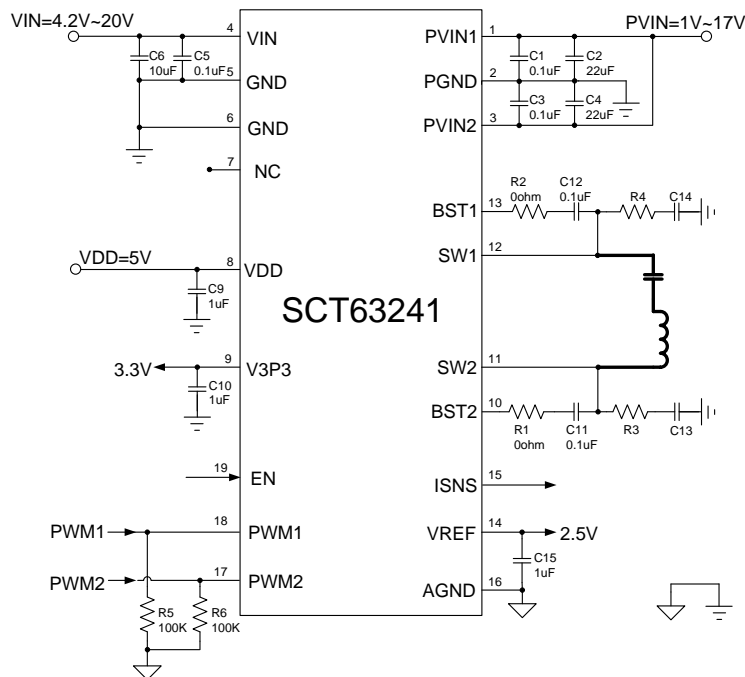 VIN=4.2V~20V
PVIN=1V~17V
4
VIN
C6
10uF
C5
0.1uF
5
GND
6
GND
7
NC
PVIN1
1
C1
0.1uF
C2
22uF
PGND
2
C3
0.1uF
C4
22uF
PVIN2
3
BST1
13
R2
0ohm
C12
0.1uF
R4
C14
SW1
12
VDD=5V
8
VDD
C9
1uF
SCT63241
3.3V
9
V3P3
C10
1uF
SW2
11
BST2
10
R1
0ohm
C11
0.1uF
R3
C13
19
EN
ISNS
15
PWM1
18
PWM1
VREF
14
2.5V
C15
1uF
PWM2
17
PWM2
AGND
16
R5
100K
R6
100K